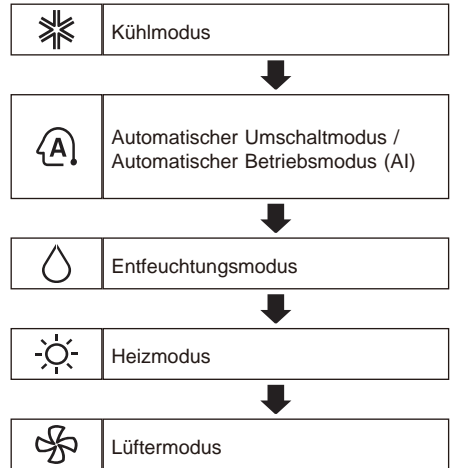 Kühlmodus
A
Automatischer Umschaltmodus /
Automatischer Betriebsmodus (AI)
Entfeuchtungsmodus
Heizmodus
Lüftermodus